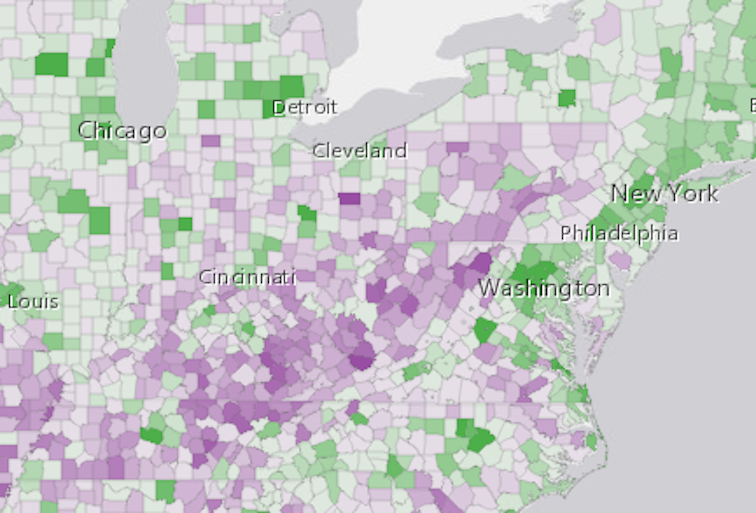 Detroit
Chicago
Cleveland
New York
Philadelphia
Cincinnati
Washington
Louis